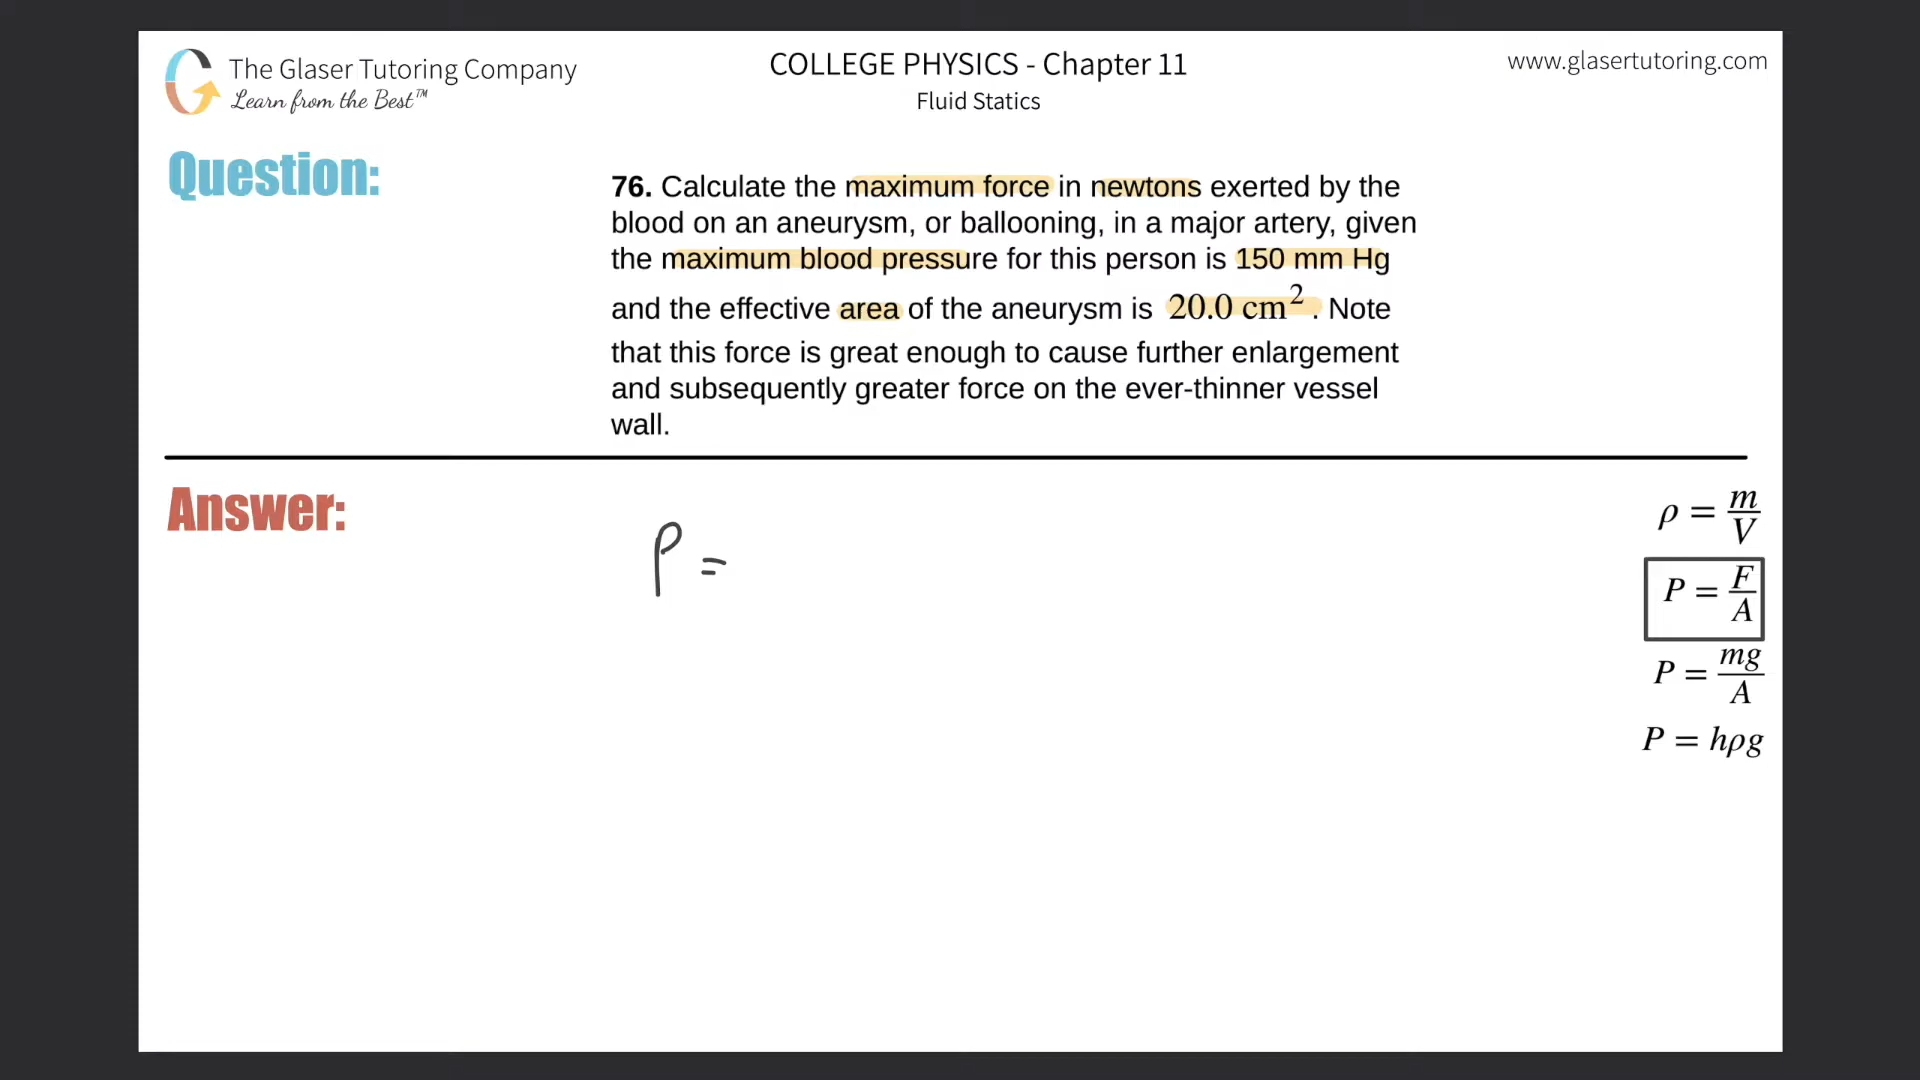 The Glaser Tutoring Company
Learn from the Best™
COLLEGE PHYSICS - Chapter 11
Fluid Statics
www.glasertutoring.com
Question:
76. Calculate the maximum force in newtons exerted by the
blood on an aneurysm, or ballooning, in a major artery, given
the maximum blood pressure for this person is 150 mm Hg
and the effective area of the aneurysm is 20.0 cm². Note
that this force is great enough to cause further enlargement
and subsequently greater force on the ever-thinner vessel
wall.
Answer:
P =
ρ = m/V
P = F/A
P = mg/A
P = hρg